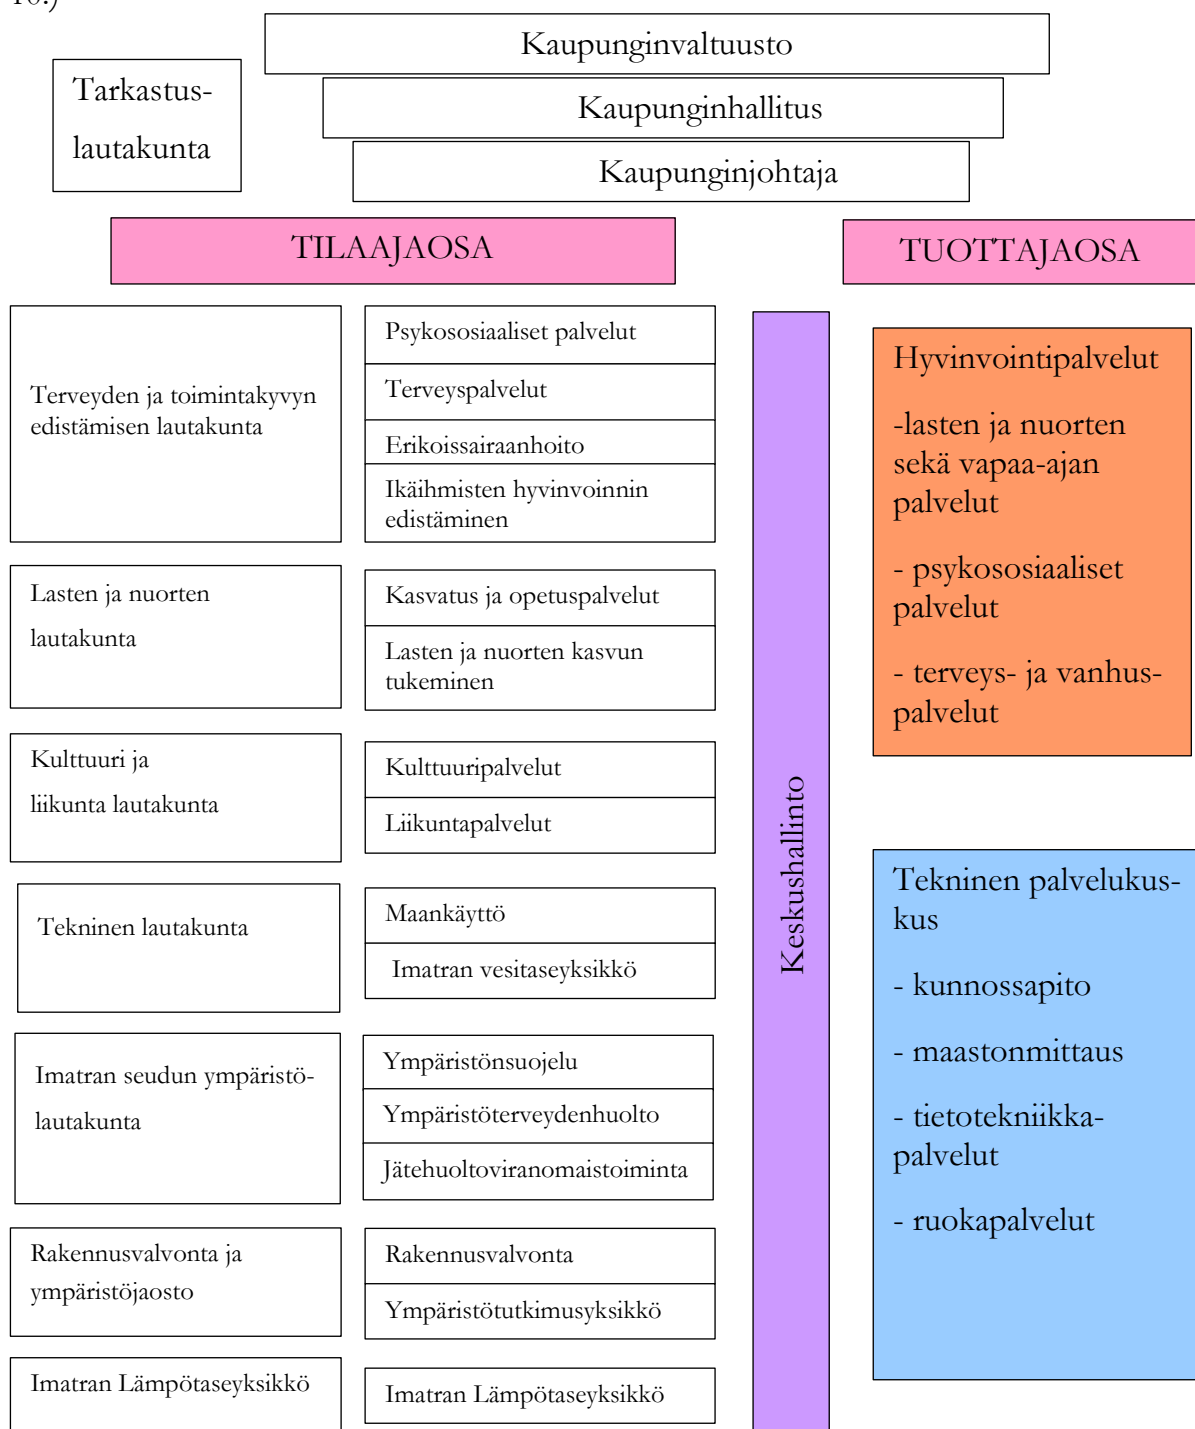 10.)
Kaupunginvaltuusto
Tarkastus-
lautakunta
Kaupunginhallitus
Kaupunginjohtaja
TILAAJAOSA
TUOTTAJAOSA
Terveyden ja toimintakyvyn
edistämisen lautakunta
Psykososiaaliset palvelut
Terveyspalvelut
Erikoissairaanhoito
Ikäihmisten hyvinvoinnin
edistäminen
Lasten ja nuorten
lautakunta
Kasvatus ja opetuspalvelut
Lasten ja nuorten kasvun
tukeminen
Kulttuuri ja
liikunta lautakunta
Kulttuuripalvelut
Liikuntapalvelut
Tekninen lautakunta
Maankäyttö
Imatran vesitaseyksikkö
Imatran seudun ympäristö-
lautakunta
Ympäristönsuojelu
Ympäristöterveydenhuolto
Jätehuoltoviranomaistoiminta
Rakennusvalvonta ja
ympäristöjaosto
Rakennusvalvonta
Ympäristötutkimusyksikkö
Imatran Lämpötaseyksikkö
Imatran Lämpötaseyksikkö
Keskushallinto
Hyvinvointipalvelut
-lasten ja nuorten
sekä vapaa-ajan
palvelut
- psykososiaaliset
palvelut
- terveys- ja vanhus-
palvelut
Tekninen palvelukus-
kus
- kunnossapito
- maastonmittaus
- tietotekniikka-
palvelut
- ruokapalvelut